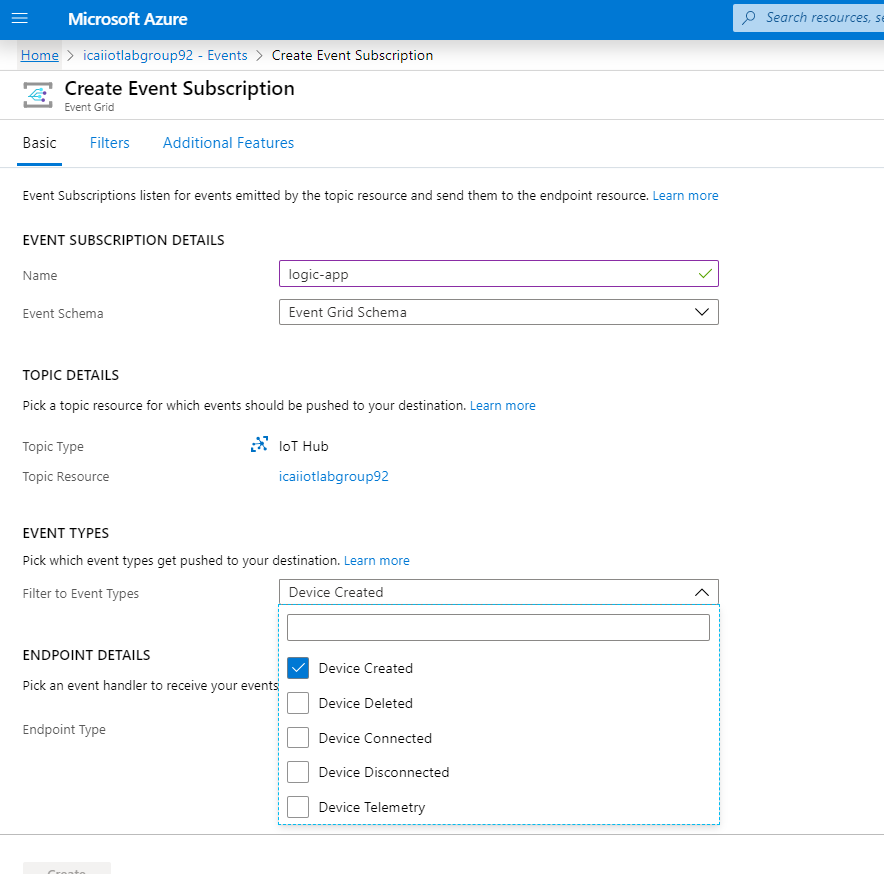 Microsoft Azure
Search resources, se
Home > icaiiotlabgroup92 - Events > Create Event Subscription
Create Event Subscription
Event Grid
Basic Filters Additional Features
Event Subscriptions listen for events emitted by the topic resource and send them to the endpoint resource. Learn more
EVENT SUBSCRIPTION DETAILS
Name logic-app
Event Schema Event Grid Schema
TOPIC DETAILS
Pick a topic resource for which events should be pushed to your destination. Learn more
Topic Type IoT Hub
Topic Resource icaiiotlabgroup92
EVENT TYPES
Pick which event types get pushed to your destination. Learn more
Filter to Event Types Device Created
Device Created
ENDPOINT DETAILS
Pick an event handler to receive your events
Device Deleted
Endpoint Type
Device Connected
Device Disconnected
Device Telemetry
Create